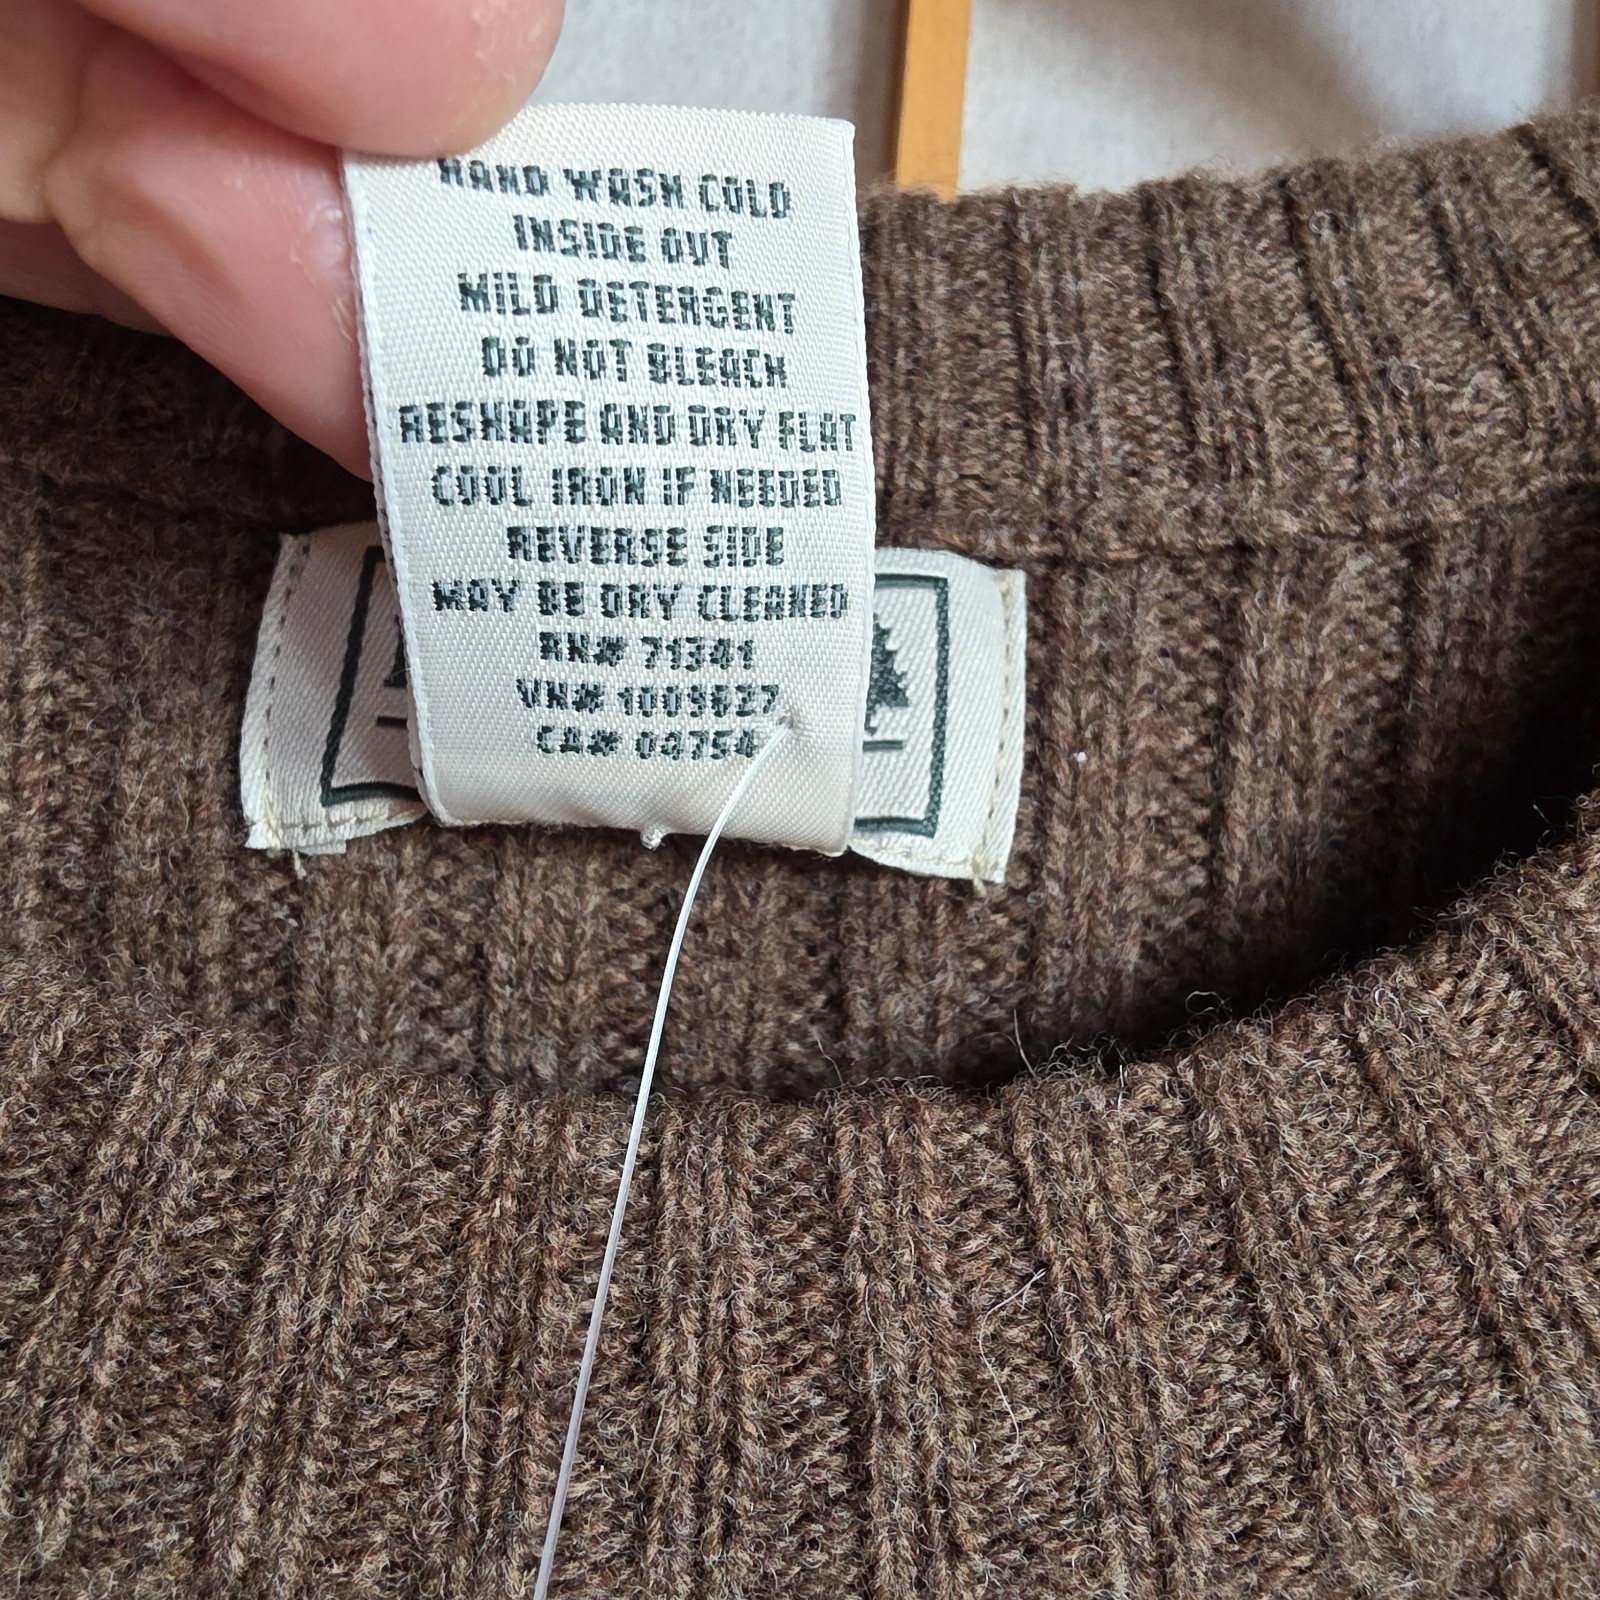 HAND WASH COLD
INSIDE OUT
MILD DETERGENT
DO NOT BLEACH
RESHAPE AND DRY FLAT
COOL IRON IF NEEDED
REVERSE SIDE
MAY BE DRY CLEANED
RN# 71341
VN# 1009627
CA# 04754